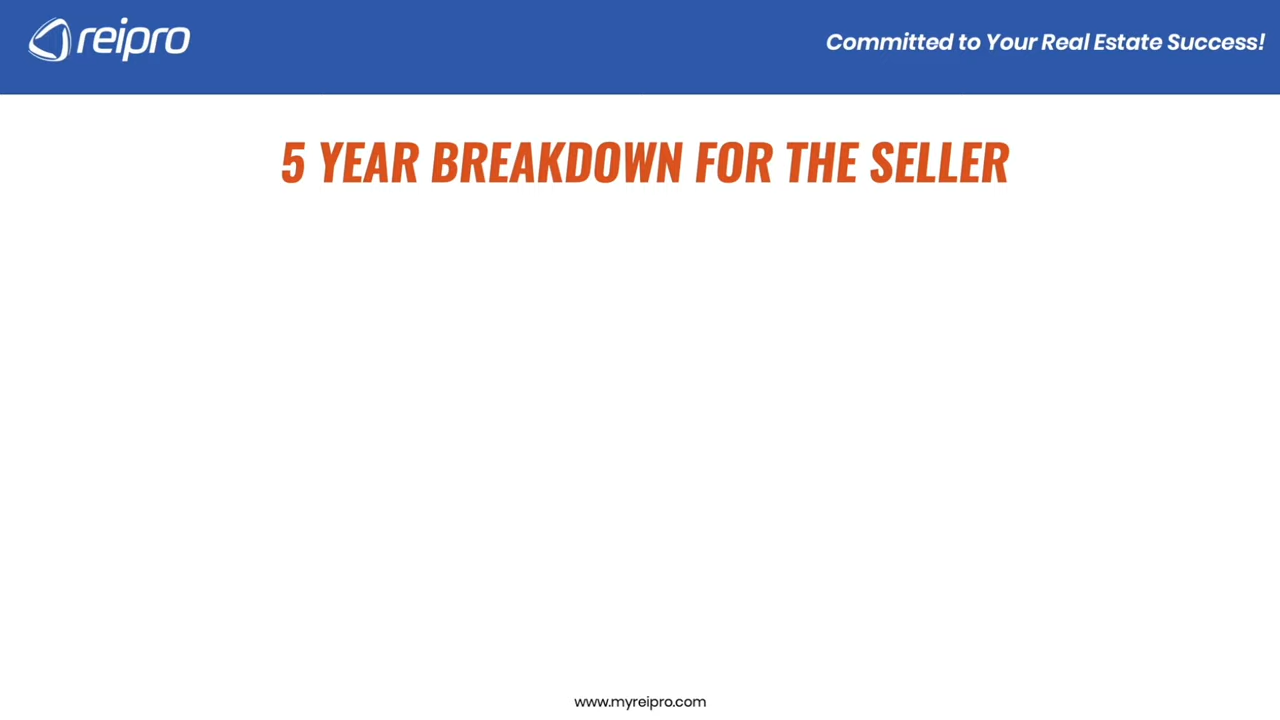 reipro
Committed to Your Real Estate Success!
5 YEAR BREAKDOWN FOR THE SELLER
www.myreipro.com